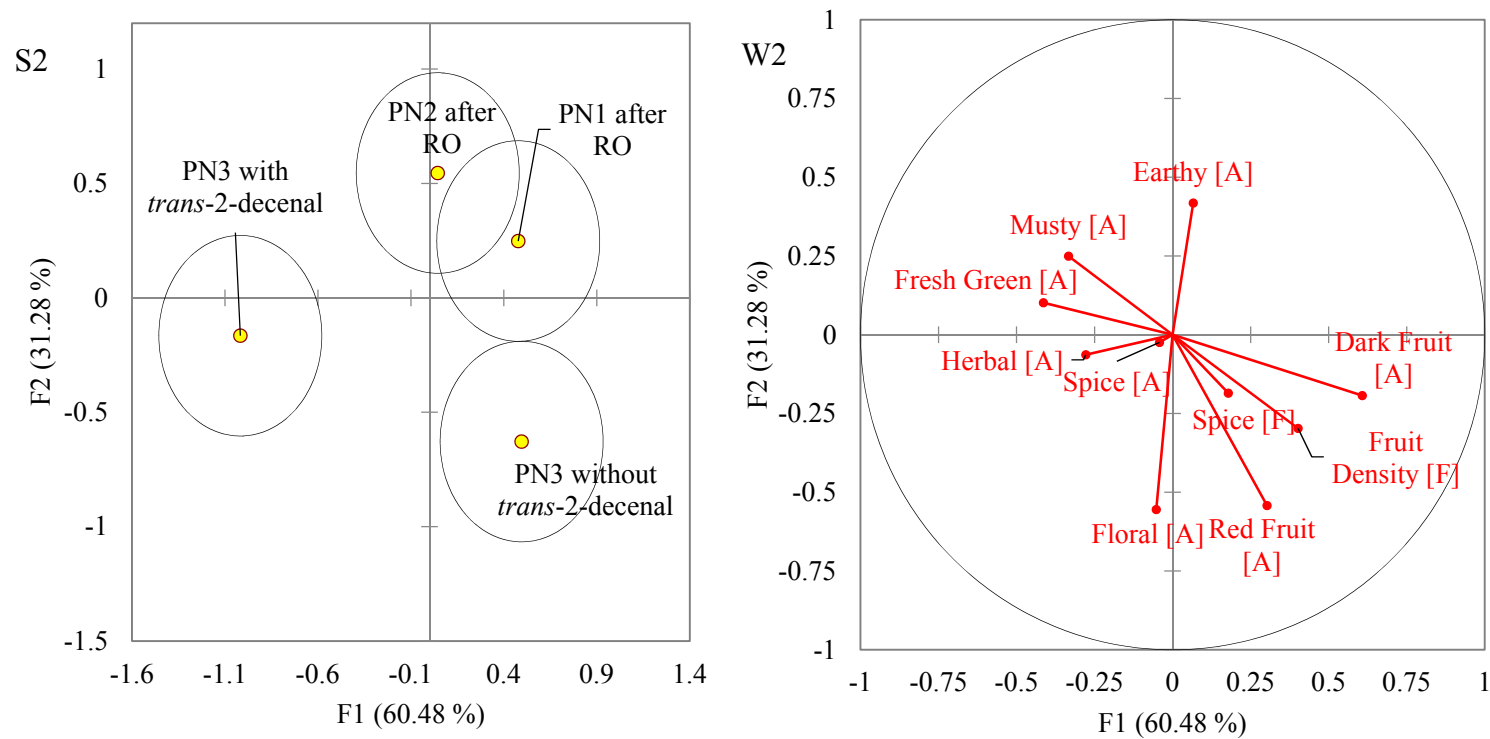 S2
1
0.5
0
-0.5
-1
-1.5
-1.6
-1.1
-0.6
-0.1
0.4
0.9
1.4
F2 (31.28 %)
F1 (60.48 %)
PN2 after
RO
PN1 after
RO
PN3 with
trans-2-decenal
PN3 without
trans-2-decenal
W2
1
0.75
0.5
0.25
0
-0.25
-0.5
-0.75
-1
-1
-0.75
-0.5
-0.25
0
0.25
0.5
0.75
1
F2 (31.28 %)
F1 (60.48 %)
Earthy [A]
Musty [A]
Fresh Green [A]
Herbal [A]
Spice [A]
Dark Fruit
[A]
Spice [F]
Fruit
Density [F]
Floral [A]
Red Fruit
[A]